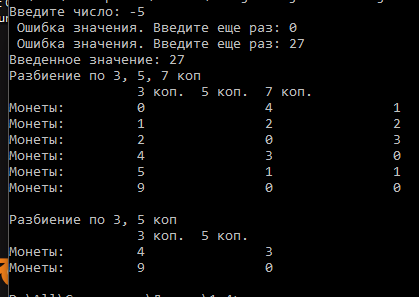 Введите число: -5
Ошибка значения. Введите еще раз: 0
Ошибка значения. Введите еще раз: 27
Введенное значение: 27
Разбиение по 3, 5, 7 коп
3 коп. 5 коп. 7 коп.
Монеты: 0 4 1
Монеты: 1 2 2
Монеты: 2 0 3
Монеты: 4 3 0
Монеты: 5 1 1
Монеты: 9 0 0
Разбиение по 3, 5 коп
3 коп. 5 коп.
Монеты: 4 3
Монеты: 9 0